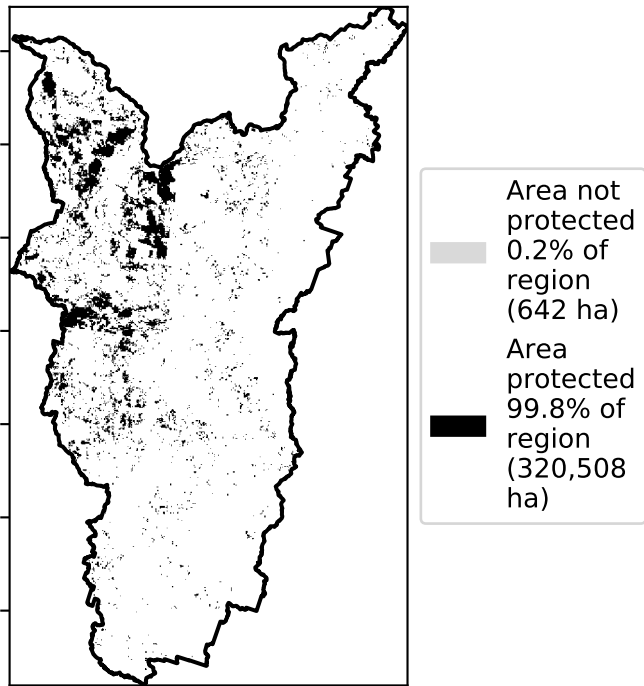 Area not
protected
0.2% of
region
(642 ha)
Area
protected
99.8% of
region
(320,508
ha)